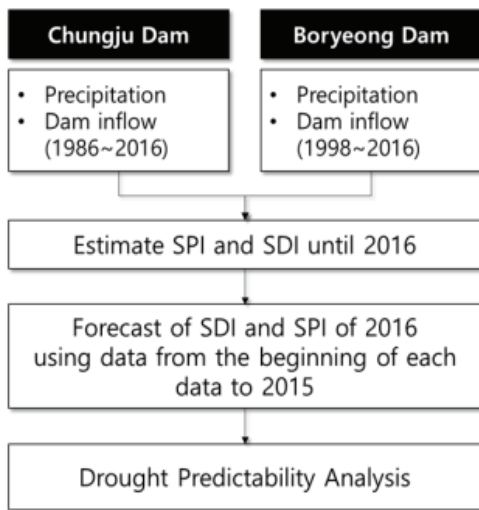 Chungju Dam
• Precipitation
• Dam inflow
(1986~2016)
Boryeong Dam
• Precipitation
• Dam inflow
(1998~2016)
Estimate SPI and SDI until 2016
Forecast of SDI and SPI of 2016
using data from the beginning of each
data to 2015
Drought Predictability Analysis